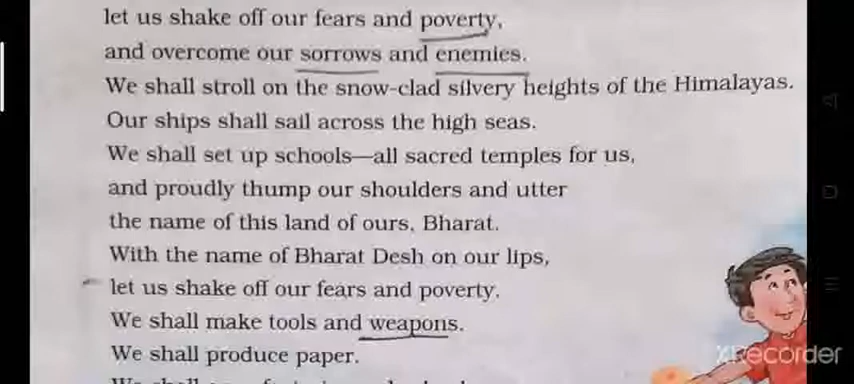 let us shake off our fears and poverty,
and overcome our sorrows and enemies.
We shall stroll on the snow-clad silvery heights of the Himalayas.
Our ships shall sail across the high seas.
We shall set up schools—all sacred temples for us,
and proudly thump our shoulders and utter
the name of this land of ours, Bharat.
With the name of Bharat Desh on our lips,
let us shake off our fears and poverty.
We shall make tools and weapons.
We shall produce paper.
We shall
XRecorder